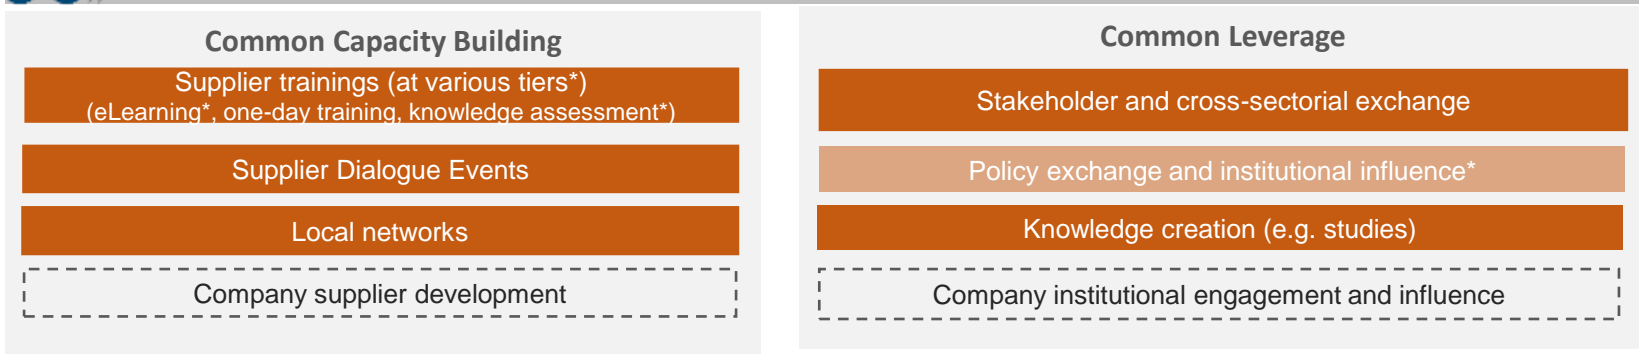 Common Capacity Building
Supplier trainings (at various tiers*)
(eLearning*, one-day training, knowledge assessment*)
Supplier Dialogue Events
Local networks
Company supplier development
Common Leverage
Stakeholder and cross-sectorial exchange
Policy exchange and institutional influence*
Knowledge creation (e.g. studies)
Company institutional engagement and influence